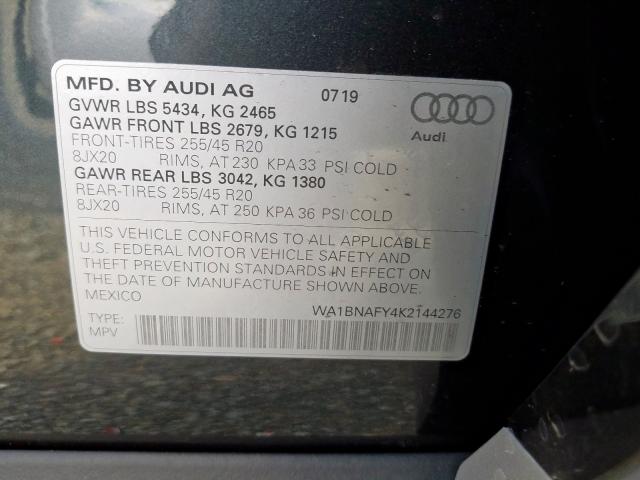 MFD. BY AUDI AG 0719
GVWR LBS 5434, KG 2465
GAWR FRONT LBS 2679, KG 1215
FRONT-TIRES 255/45 R20
8JX20 RIMS, AT 230 KPA 33 PSI COLD
GAWR REAR LBS 3042, KG 1380
REAR-TIRES 255/45 R20
8JX20 RIMS, AT 250 KPA 36 PSI COLD
Audi
THIS VEHICLE CONFORMS TO ALL APPLICABLE
U.S. FEDERAL MOTOR VEHICLE SAFETY AND
THEFT PREVENTION STANDARDS IN EFFECT ON
THE DATE OF MANUFACTURE SHOWN ABOVE.
MEXICO
WA1BNAFY4K2144276
TYPE:
MPV